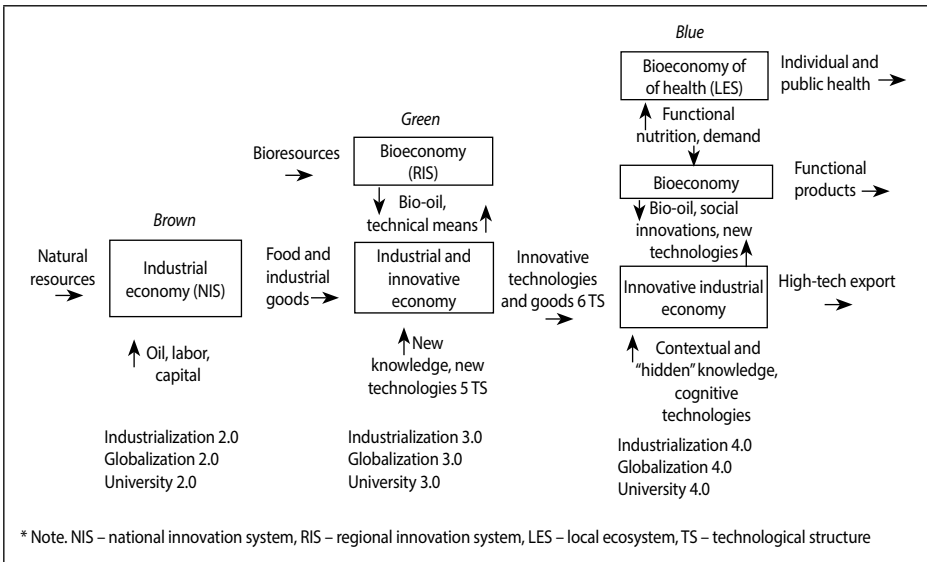 Brown
Natural
resources
Industrial
economy (NIS)
Oil, labor,
capital
Industrialization 2.0
Globalization 2.0
University 2.0
Food and
industrial
goods
Green
Bioresources
Bioeconomy
(RIS)
Bio-oil,
technical means
Industrial and
innovative
economy
New
knowledge, new
technologies 5 TS
Industrialization 3.0
Globalization 3.0
University 3.0
Innovative
technologies
and goods 6 TS
Blue
Bioeconomy of
of health (LES)
Individual and
public health
Functional
nutrition, demand
Bioeconomy
Functional
products
Bio-oil, social
innovations, new
technologies
Innovative industrial
economy
High-tech export
Contextual and
“hidden” knowledge,
cognitive
technologies
Industrialization 4.0
Globalization 4.0
University 4.0
* Note. NIS – national innovation system, RIS – regional innovation system, LES – local ecosystem, TS – technological structure